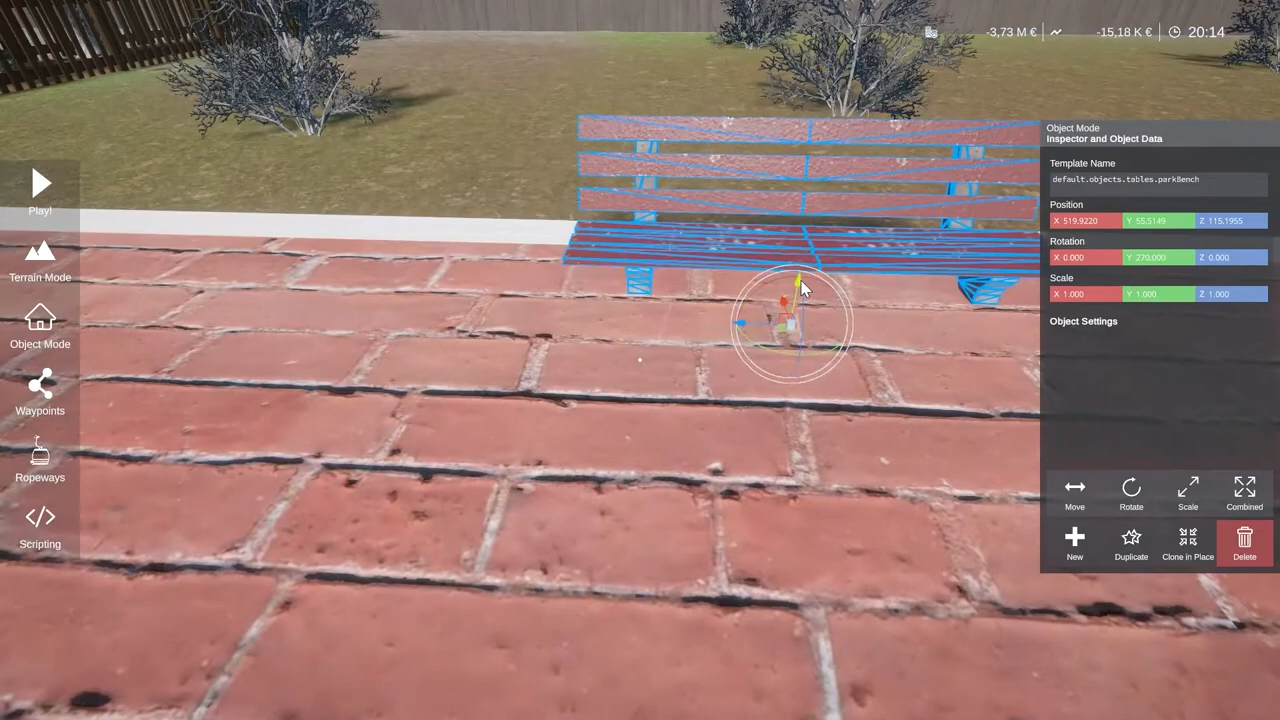 -3,73 M €
-15,18 K €
20:14
Play!
Terrain Mode
Object Mode
Waypoints
Ropeways
Scripting
Object Mode
Inspector and Object Data
Template Name
default.objects.tables.parkBench
Position
X 519.9220 Y 55.5149 Z 115.1955
Rotation
X 0.000 Y 270.000 Z 0.000
Scale
X 1.000 Y 1.000 Z 1.000
Object Settings
Move Rotate Scale Combined
New Duplicate Clone in Place Delete